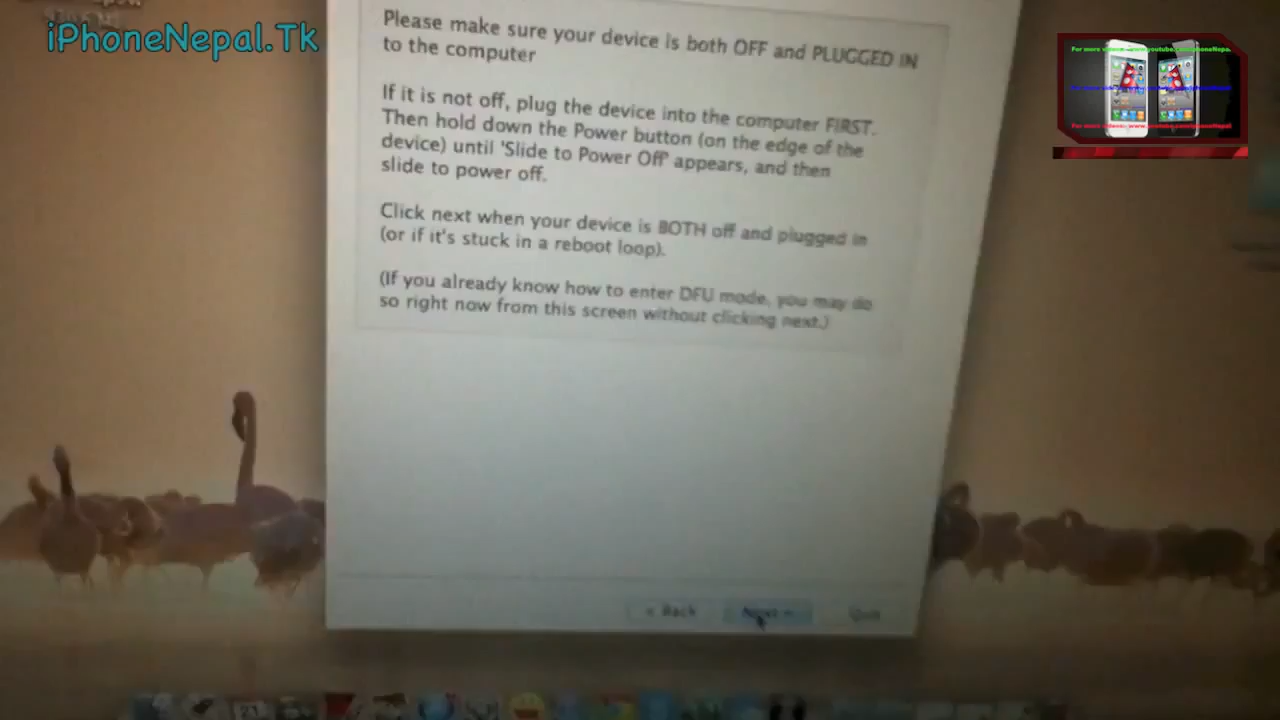 iPhoneNepal.Tk
Please make sure your device is both OFF and PLUGGED IN
to the computer
If it is not off, plug the device into the computer FIRST.
Then hold down the Power button (on the edge of the
device) until 'Slide to Power Off' appears, and then
slide to power off.
Click next when your device is BOTH off and plugged in
(or if it's stuck in a reboot loop).
(If you already know how to enter DFU mode, you may do
so right now from this screen without clicking next.)
< Back
Next >
Quit